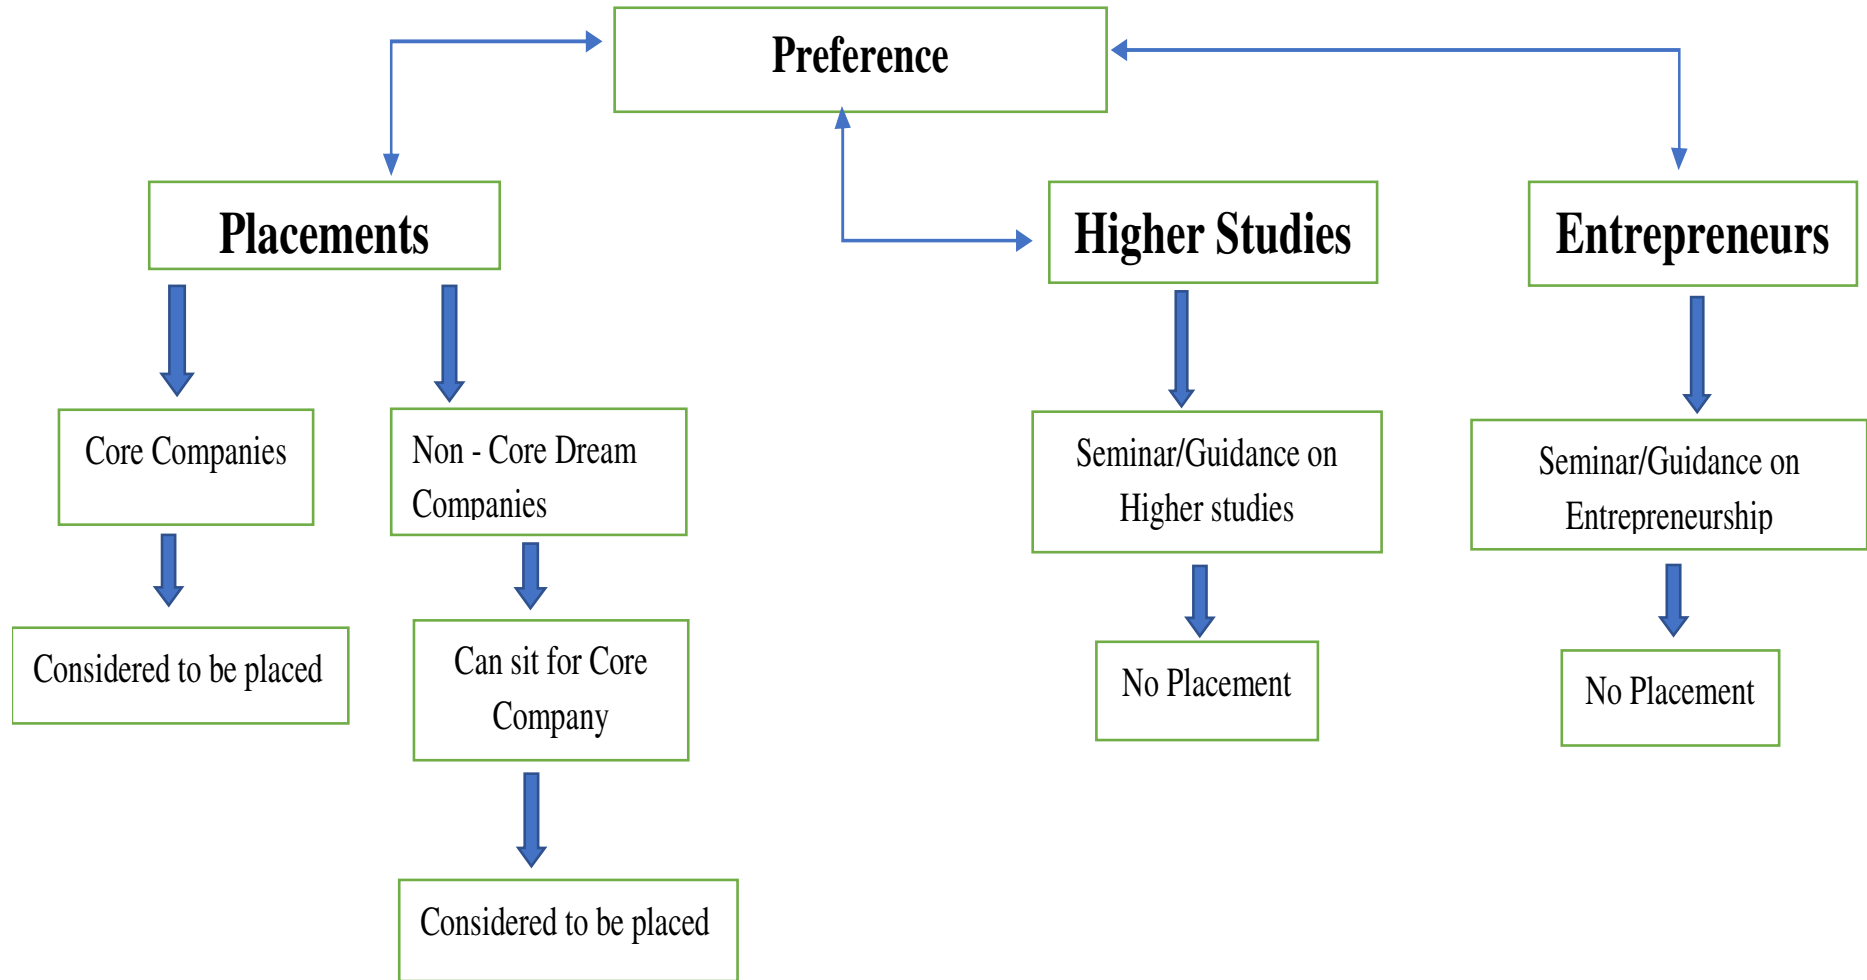 Preference
Placements
Higher Studies
Entrepreneurs
Core Companies
Non - Core Dream
Companies
Seminar/Guidance on
Higher studies
Seminar/Guidance on
Entrepreneurship
Considered to be placed
Can sit for Core
Company
No Placement
No Placement
Considered to be placed